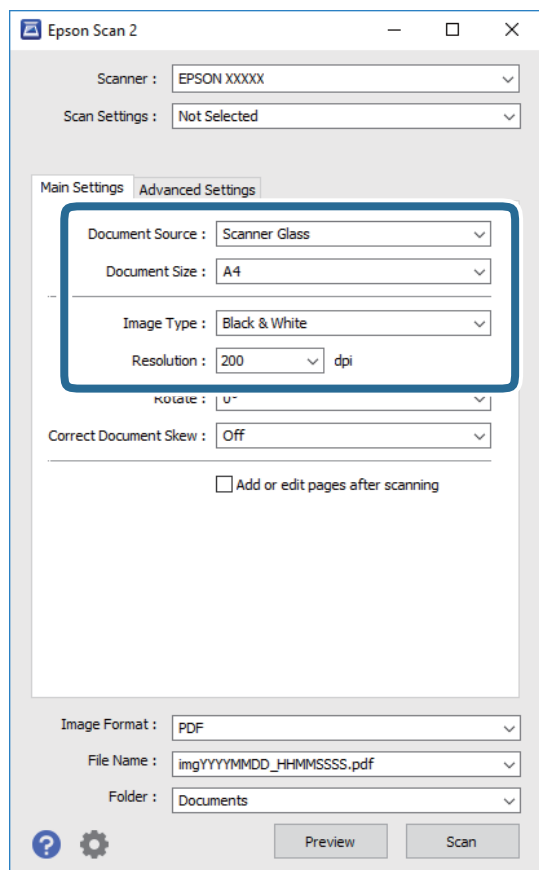 Epson Scan 2
Scanner : EPSON XXXXX
Scan Settings : Not Selected
Main Settings Advanced Settings
Document Source : Scanner Glass
Document Size : A4
Image Type : Black & White
Resolution : 200 dpi
Rotate : 0°
Correct Document Skew : Off
Add or edit pages after scanning
Image Format : PDF
File Name : imgYYYYMMDD_HHMMSSSS.pdf
Folder : Documents
? Preview Scan